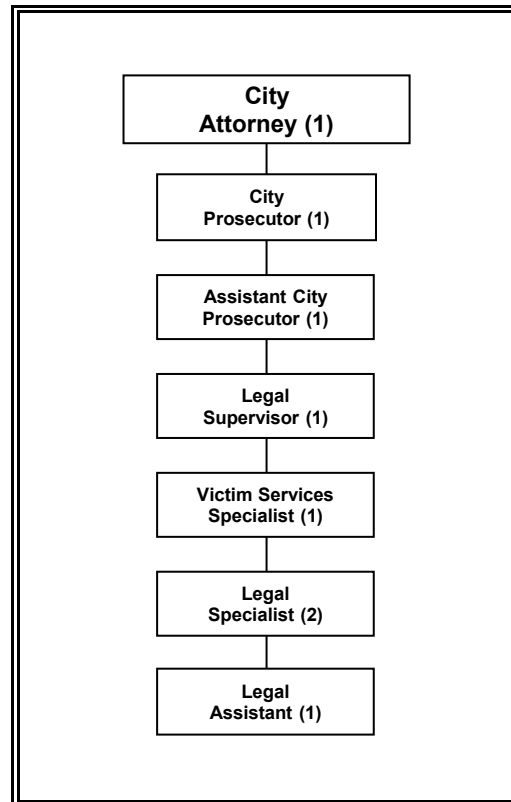 City
Attorney (1)
City
Prosecutor (1)
Assistant City
Prosecutor (1)
Legal
Supervisor (1)
Victim Services
Specialist (1)
Legal
Specialist (2)
Legal
Assistant (1)